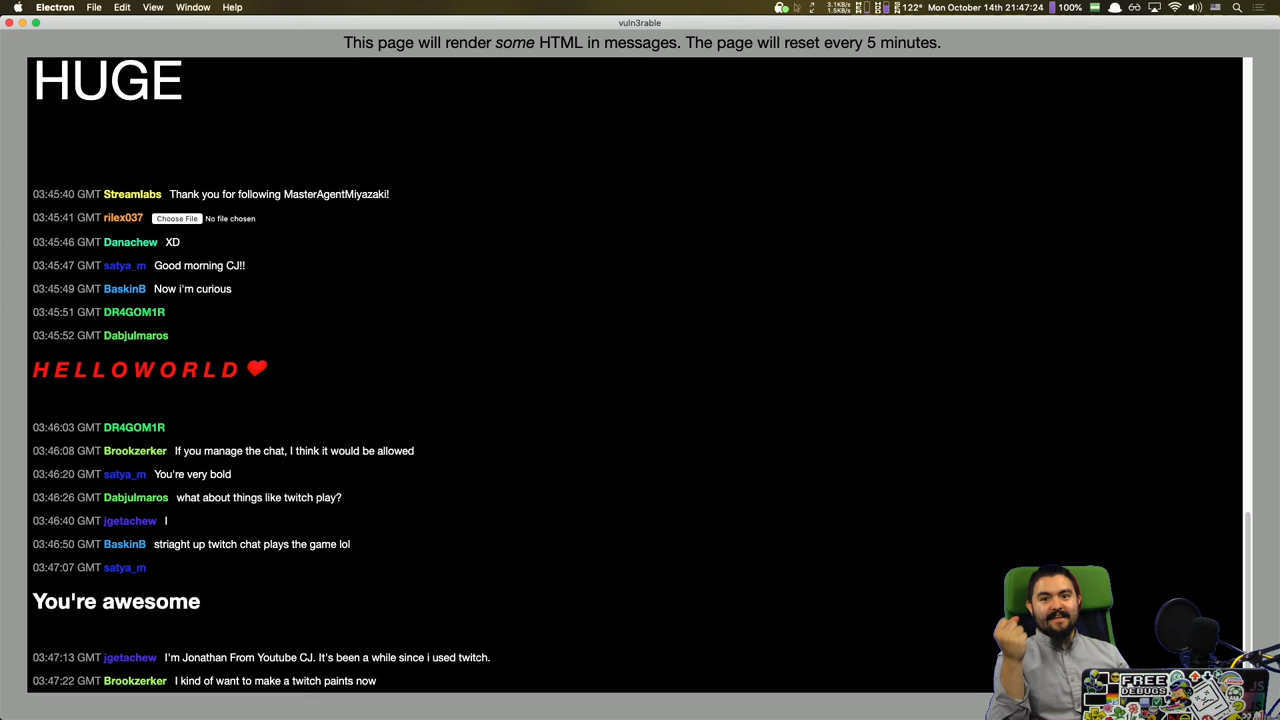 Electron File Edit View Window Help
3.1KB/s
1.5KB/s
122° Mon October 14th 21:47:24 100%
vuln3rable
This page will render some HTML in messages. The page will reset every 5 minutes.
HUGE
03:45:40 GMT Streamlabs Thank you for following MasterAgentMiyazaki!
03:45:41 GMT rilex037 Choose File No file chosen
03:45:46 GMT Danachew XD
03:45:47 GMT satya_m Good morning CJ!!
03:45:49 GMT BaskinB Now i'm curious
03:45:51 GMT DR4GOM1R
03:45:52 GMT Dabjulmaros
H E L L O W O R L D ❤
03:46:03 GMT DR4GOM1R
03:46:08 GMT Brookzerker If you manage the chat, I think it would be allowed
03:46:20 GMT satya_m You're very bold
03:46:26 GMT Dabjulmaros what about things like twitch play?
03:46:40 GMT jgetachew I
03:46:50 GMT BaskinB striaght up twitch chat plays the game lol
03:47:07 GMT satya_m
You're awesome
03:47:13 GMT jgetachew I'm Jonathan From Youtube CJ. It's been a while since i used twitch.
03:47:22 GMT Brookzerker I kind of want to make a twitch paints now
FREE
DEBUGS
JS